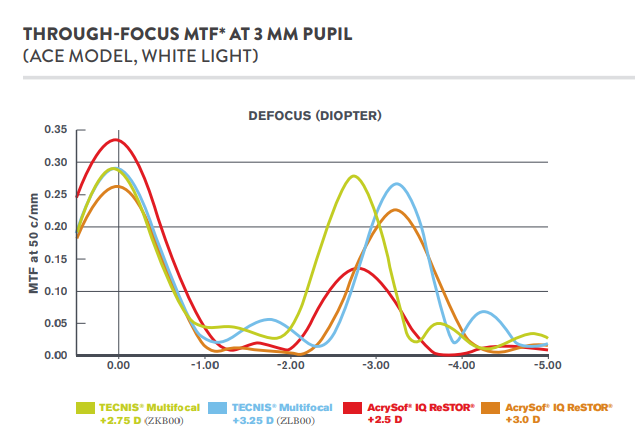 THROUGH-FOCUS MTF* AT 3 MM PUPIL
(ACE MODEL, WHITE LIGHT)
DEFOCUS (DIOPTER)
0.35
0.30
0.25
0.20
0.15
0.10
0.05
0.00
MTF at 50 c/mm
0.00 -1.00 -2.00 -3.00 -4.00 -5.00
TECNIS® Multifocal TECNIS® Multifocal AcrySof® IQ ReSTOR® AcrySof® IQ ReSTOR®
+2.75 D (ZKB00) +3.25 D (ZLB00) +2.5 D +3.0 D